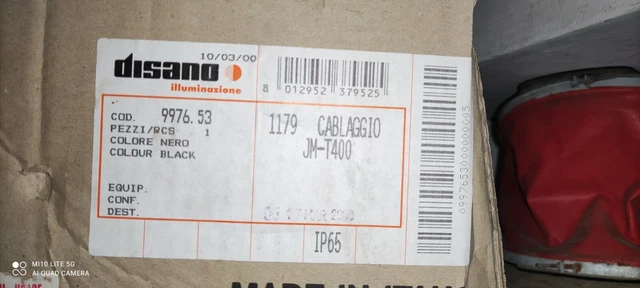 10/03/00
disano
illuminazione
8 012952 379525
COD. 9976.53
PEZZI/PCS 1
COLORE NERO
COLOUR BLACK
1179 CABLAGGIO
JM-T400
EQUIP.
CONF.
DEST.
IP65
0997653000000000005
MADE IN
MI10 LITE 5G
AI QUAD CAMERA